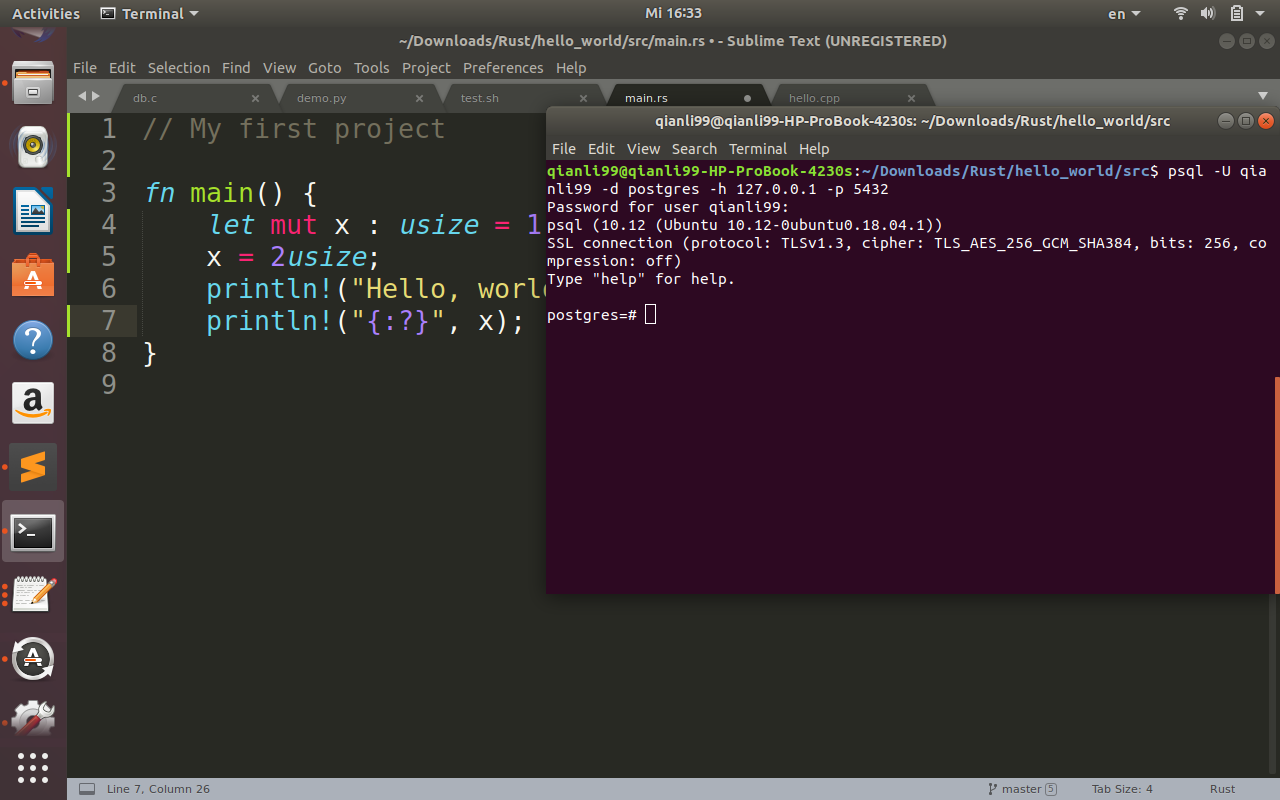 Activities Terminal Mi 16:33 en
~/Downloads/Rust/hello_world/src/main.rs • - Sublime Text (UNREGISTERED)
File Edit Selection Find View Goto Tools Project Preferences Help
db.c demo.py test.sh main.rs hello.cpp
1 // My first project
2
3 fn main() {
4 let mut x : usize = 1
5 x = 2usize;
6 println!("Hello, worl
7 println!("{:?}", x);
8 }
9
qianli99@qianli99-HP-ProBook-4230s: ~/Downloads/Rust/hello_world/src
File Edit View Search Terminal Help
qianli99@qianli99-HP-ProBook-4230s:~/Downloads/Rust/hello_world/src$ psql -U qia
nli99 -d postgres -h 127.0.0.1 -p 5432
Password for user qianli99:
psql (10.12 (Ubuntu 10.12-0ubuntu0.18.04.1))
SSL connection (protocol: TLSv1.3, cipher: TLS_AES_256_GCM_SHA384, bits: 256, co
mpression: off)
Type "help" for help.
postgres=#
Line 7, Column 26 master 5 Tab Size: 4 Rust